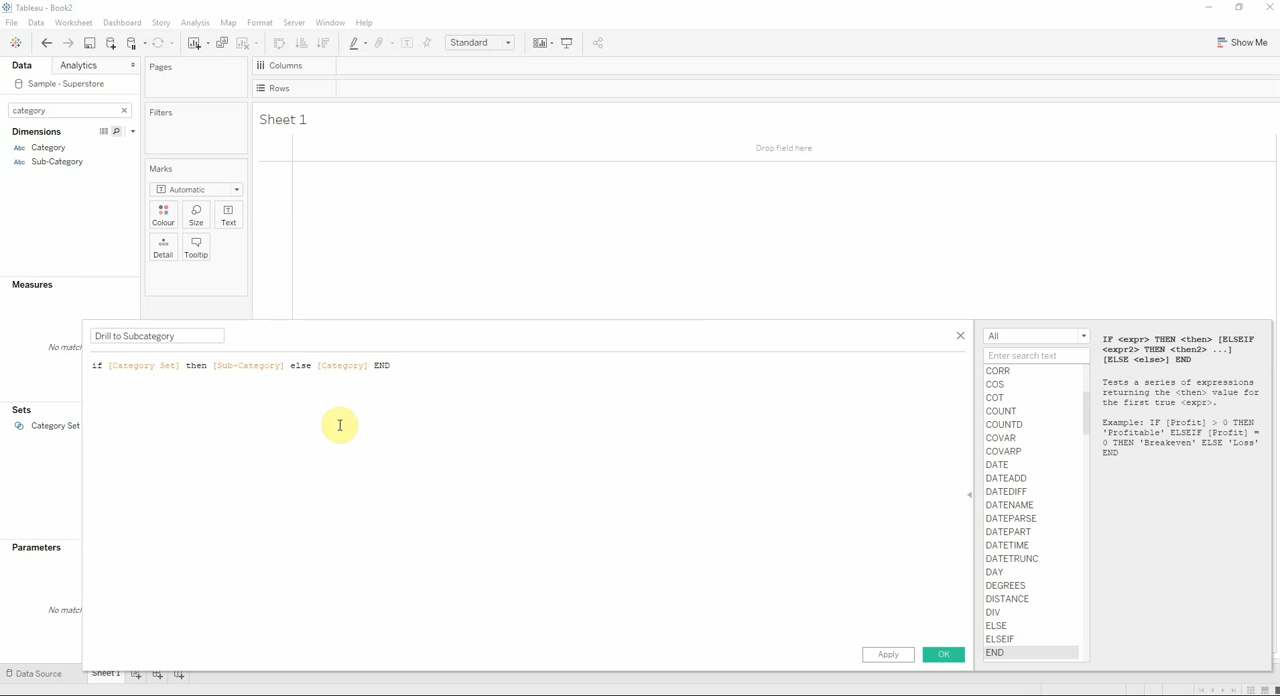 Tableau - Book2
File Data Worksheet Dashboard Story Analysis Map Format Server Window Help
Standard
Show Me
Data Analytics
Sample - Superstore
category
Dimensions
Abc Category
Abc Sub-Category
Measures
No matc
Sets
Category Set
Parameters
No matc
Pages
Filters
Marks
Automatic
Colour Size Text
Detail Tooltip
Columns
Rows
Sheet 1
Drop field here
Drill to Subcategory
if [Category Set] then [Sub-Category] else [Category] END
Apply OK
All
Enter search text
CORR
COS
COT
COUNT
COUNTD
COVAR
COVARP
DATE
DATEADD
DATEDIFF
DATENAME
DATEPARSE
DATEPART
DATETIME
DATETRUNC
DAY
DEGREES
DISTANCE
DIV
ELSE
ELSEIF
END
IF <expr> THEN <then> [ELSEIF
<expr2> THEN <then2> ...]
[ELSE <else>] END
Tests a series of expressions
returning the <then> value for
the first true <expr>.
Example: IF [Profit] > 0 THEN
'Profitable' ELSEIF [Profit] =
0 THEN 'Breakeven' ELSE 'Loss'
END
Data Source
Sheet 1